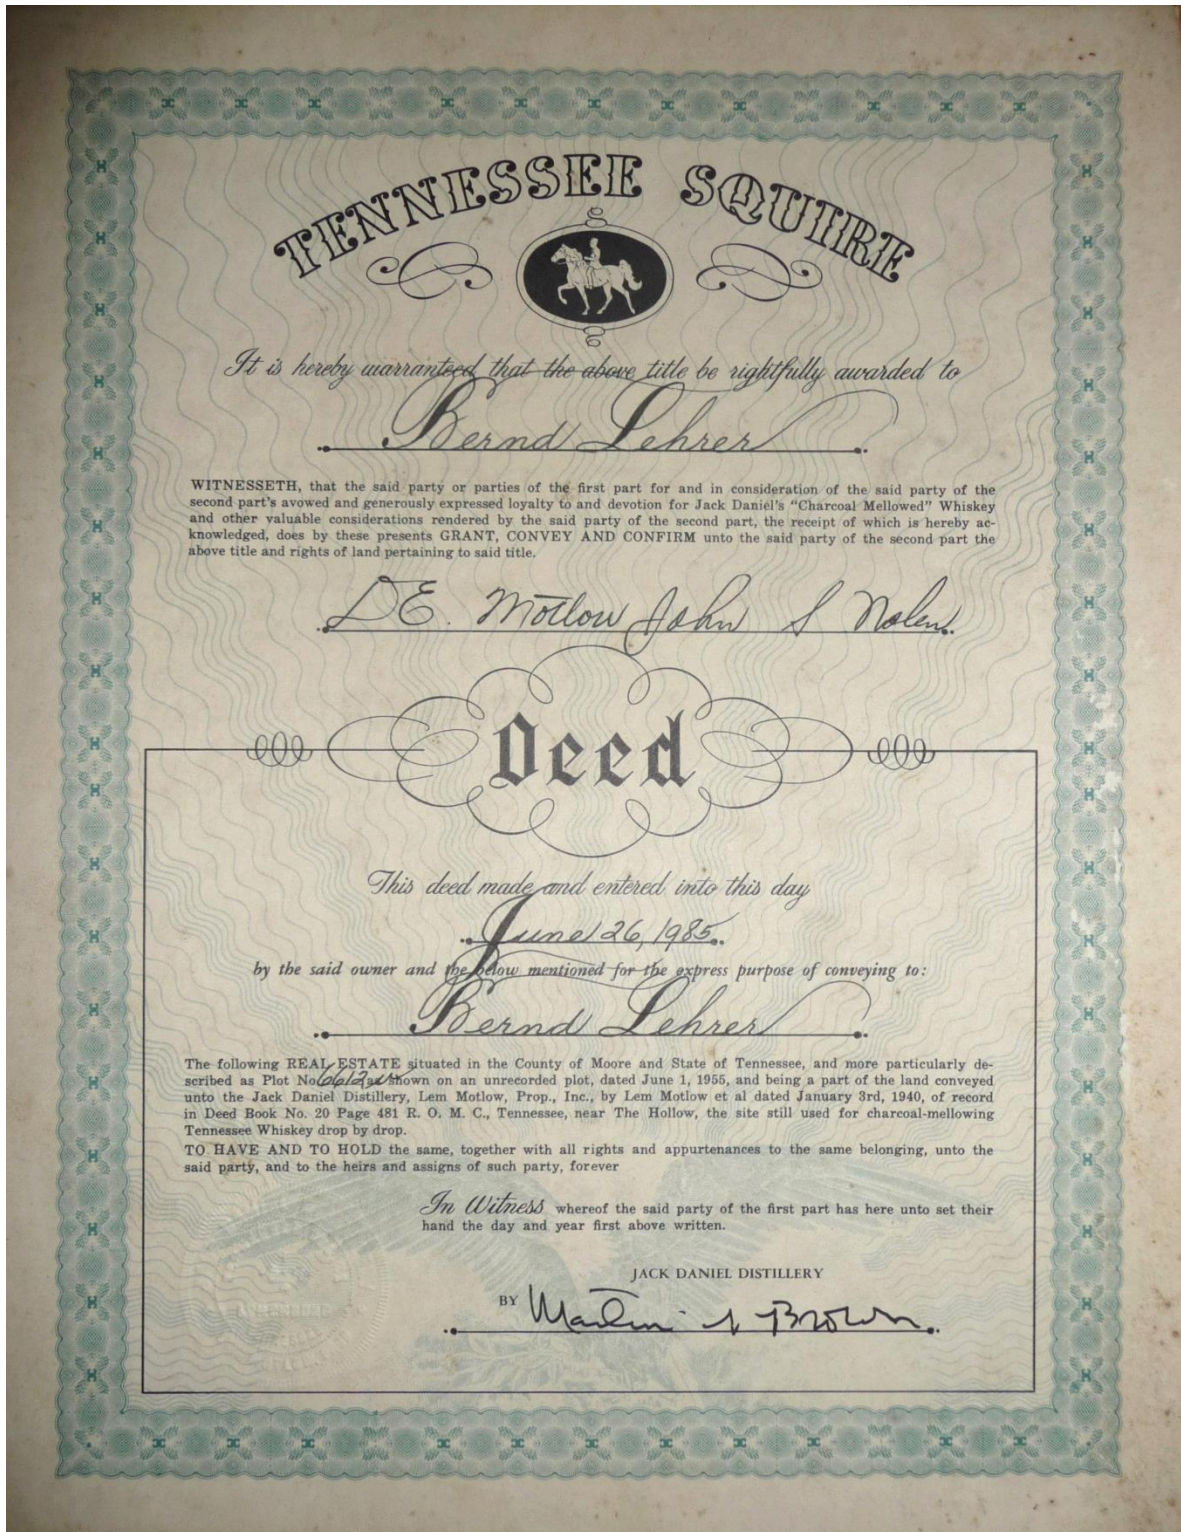 TENNESSEE SQUIRE
It is hereby warranteed that the above title be rightfully awarded to
Bernd Lehrer
WITNESSETH, that the said party or parties of the first part for and in consideration of the said party of the
second part's avowed and generously expressed loyalty to and devotion for Jack Daniel's “Charcoal Mellowed” Whiskey
and other valuable considerations rendered by the said party of the second part, the receipt of which is hereby ac-
knowledged, does by these presents GRANT, CONVEY AND CONFIRM unto the said party of the second part the
above title and rights of land pertaining to said title.
DE. Motlow John S Nolen
Deed
This deed made and entered into this day
June 26, 1985
by the said owner and the below mentioned for the express purpose of conveying to:
Bernd Lehrer
The following REAL ESTATE situated in the County of Moore and State of Tennessee, and more particularly de-
scribed as Plot No. as shown on an unrecorded plot, dated June 1, 1955, and being a part of the land conveyed
unto the Jack Daniel Distillery, Lem Motlow, Prop., Inc., by Lem Motlow et al dated January 3rd, 1940, of record
in Deed Book No. 20 Page 481 R. O. M. C., Tennessee, near The Hollow, the site still used for charcoal-mellowing
Tennessee Whiskey drop by drop.
TO HAVE AND TO HOLD the same, together with all rights and appurtenances to the same belonging, unto the
said party, and to the heirs and assigns of such party, forever
In Witness whereof the said party of the first part has here unto set their
hand the day and year first above written.
JACK DANIEL DISTILLERY
BY Martin S Brown